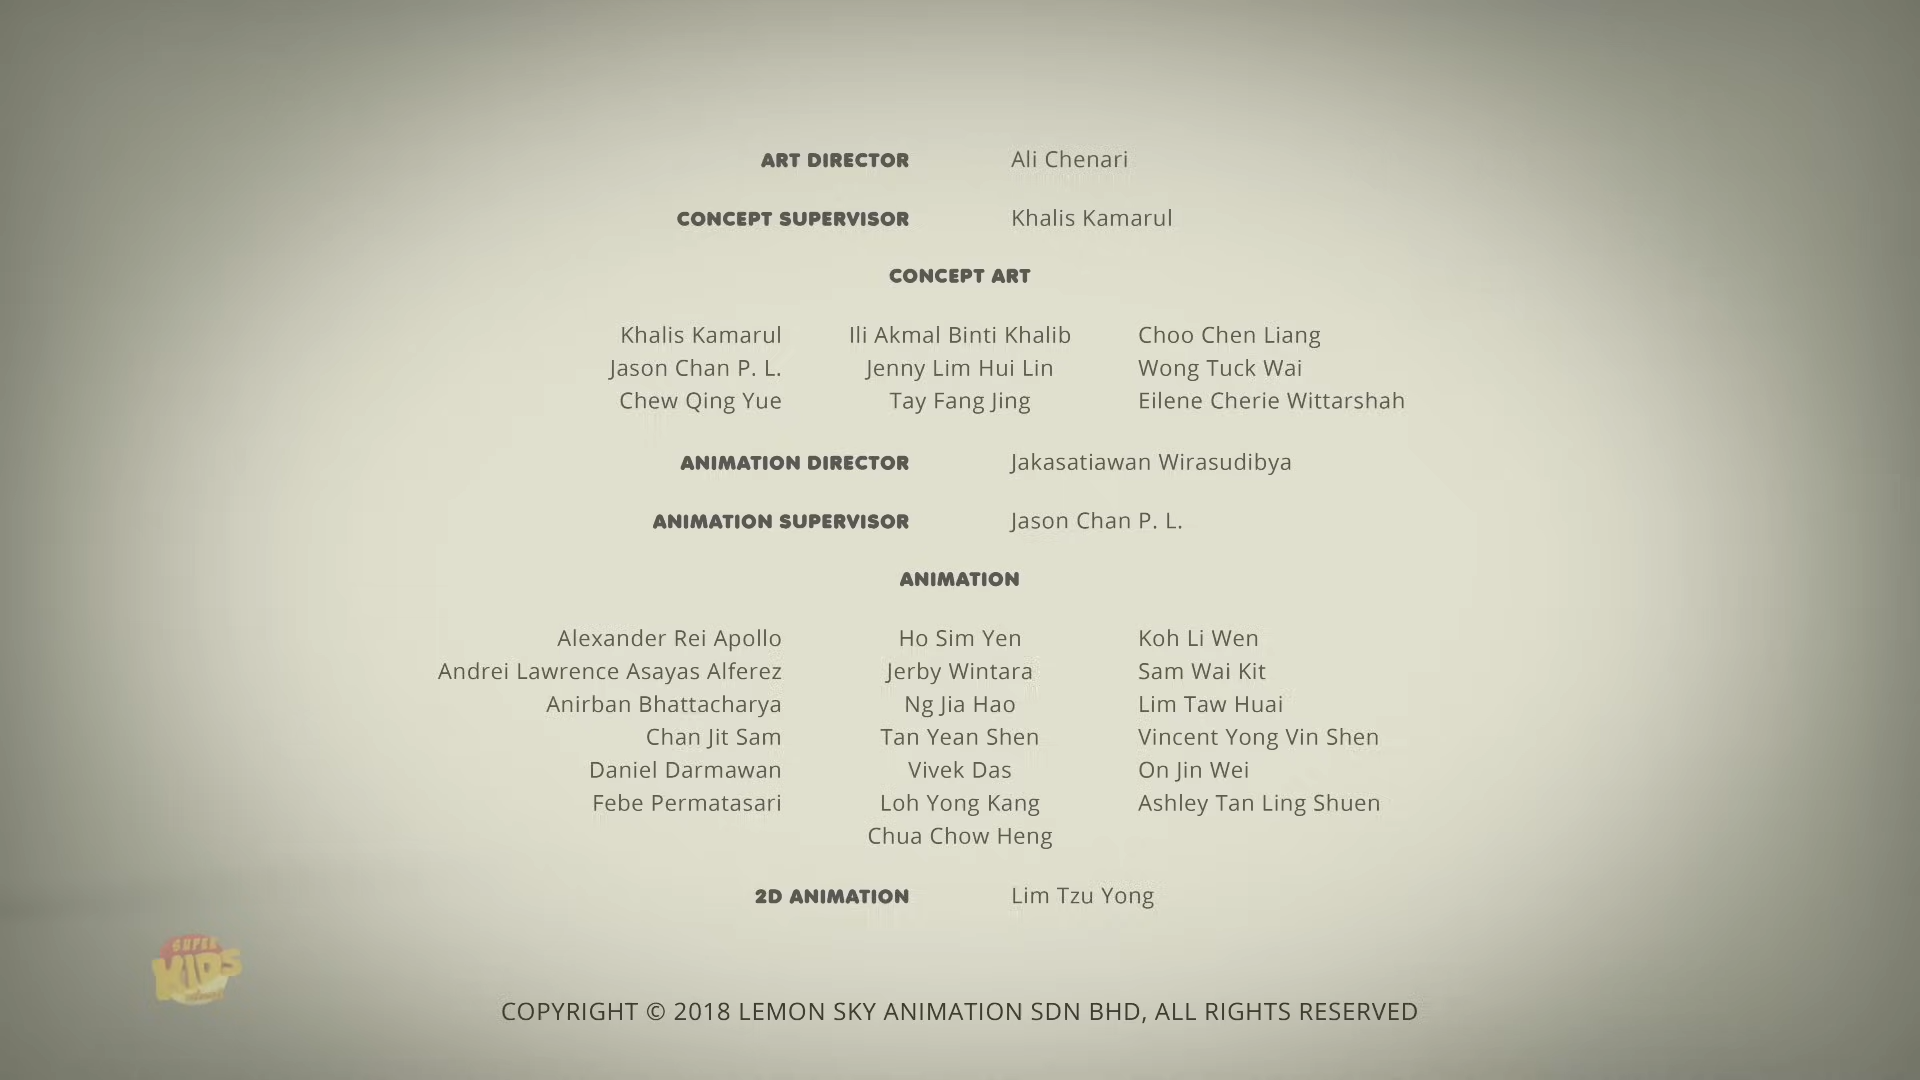 ART DIRECTOR Ali Chenari
CONCEPT SUPERVISOR Khalis Kamarul
CONCEPT ART
Khalis Kamarul Ili Akmal Binti Khalib Choo Chen Liang
Jason Chan P. L. Jenny Lim Hui Lin Wong Tuck Wai
Chew Qing Yue Tay Fang Jing Eilene Cherie Wittarshah
ANIMATION DIRECTOR Jakasatiawan Wirasudibya
ANIMATION SUPERVISOR Jason Chan P. L.
ANIMATION
Alexander Rei Apollo Ho Sim Yen Koh Li Wen
Andrei Lawrence Asayas Alferez Jerby Wintara Sam Wai Kit
Anirban Bhattacharya Ng Jia Hao Lim Taw Huai
Chan Jit Sam Tan Yean Shen Vincent Yong Vin Shen
Daniel Darmawan Vivek Das On Jin Wei
Febe Permatasari Loh Yong Kang Ashley Tan Ling Shuen
Chua Chow Heng
2D ANIMATION Lim Tzu Yong
SUPER
KIDS
COPYRIGHT © 2018 LEMON SKY ANIMATION SDN BHD, ALL RIGHTS RESERVED